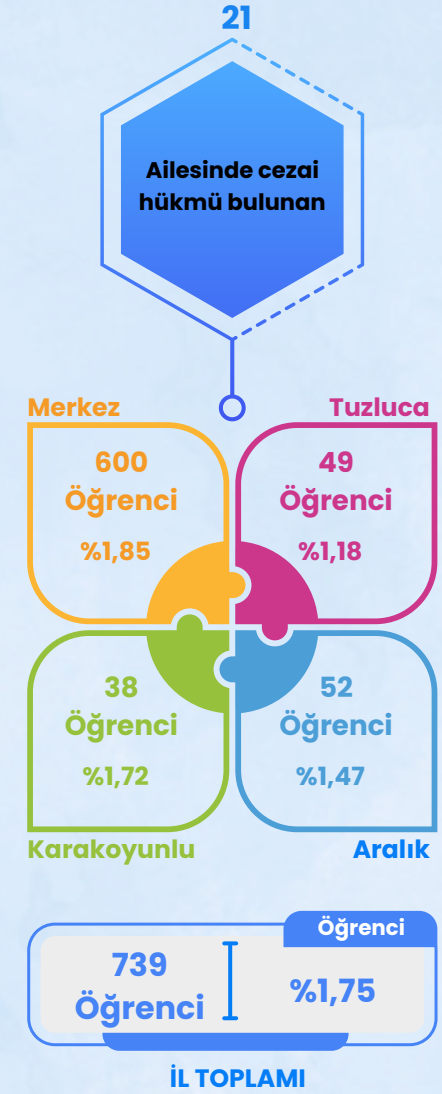 21
Ailesinde cezai
hükmü bulunan
Merkez
Tuzluca
600
Öğrenci
%1,85
49
Öğrenci
%1,18
38
Öğrenci
%1,72
52
Öğrenci
%1,47
Karakoyunlu
Aralık
Öğrenci
739
Öğrenci
%1,75
İL TOPLAMI